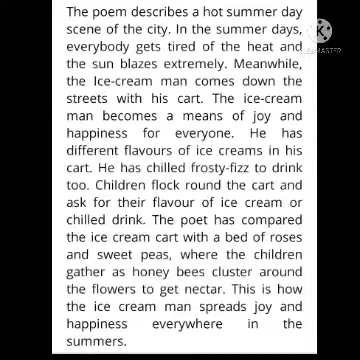 The poem describes a hot summer day
scene of the city. In the summer days,
everybody gets tired of the heat and
the sun blazes extremely. Meanwhile,
the Ice-cream man comes down the
streets with his cart. The ice-cream
man becomes a means of joy and
happiness for everyone. He has
different flavours of ice creams in his
cart. He has chilled frosty-fizz to drink
too. Children flock round the cart and
ask for their flavour of ice cream or
chilled drink. The poet has compared
the ice cream cart with a bed of roses
and sweet peas, where the children
gather as honey bees cluster around
the flowers to get nectar. This is how
the ice cream man spreads joy and
happiness everywhere in the
summers.
K